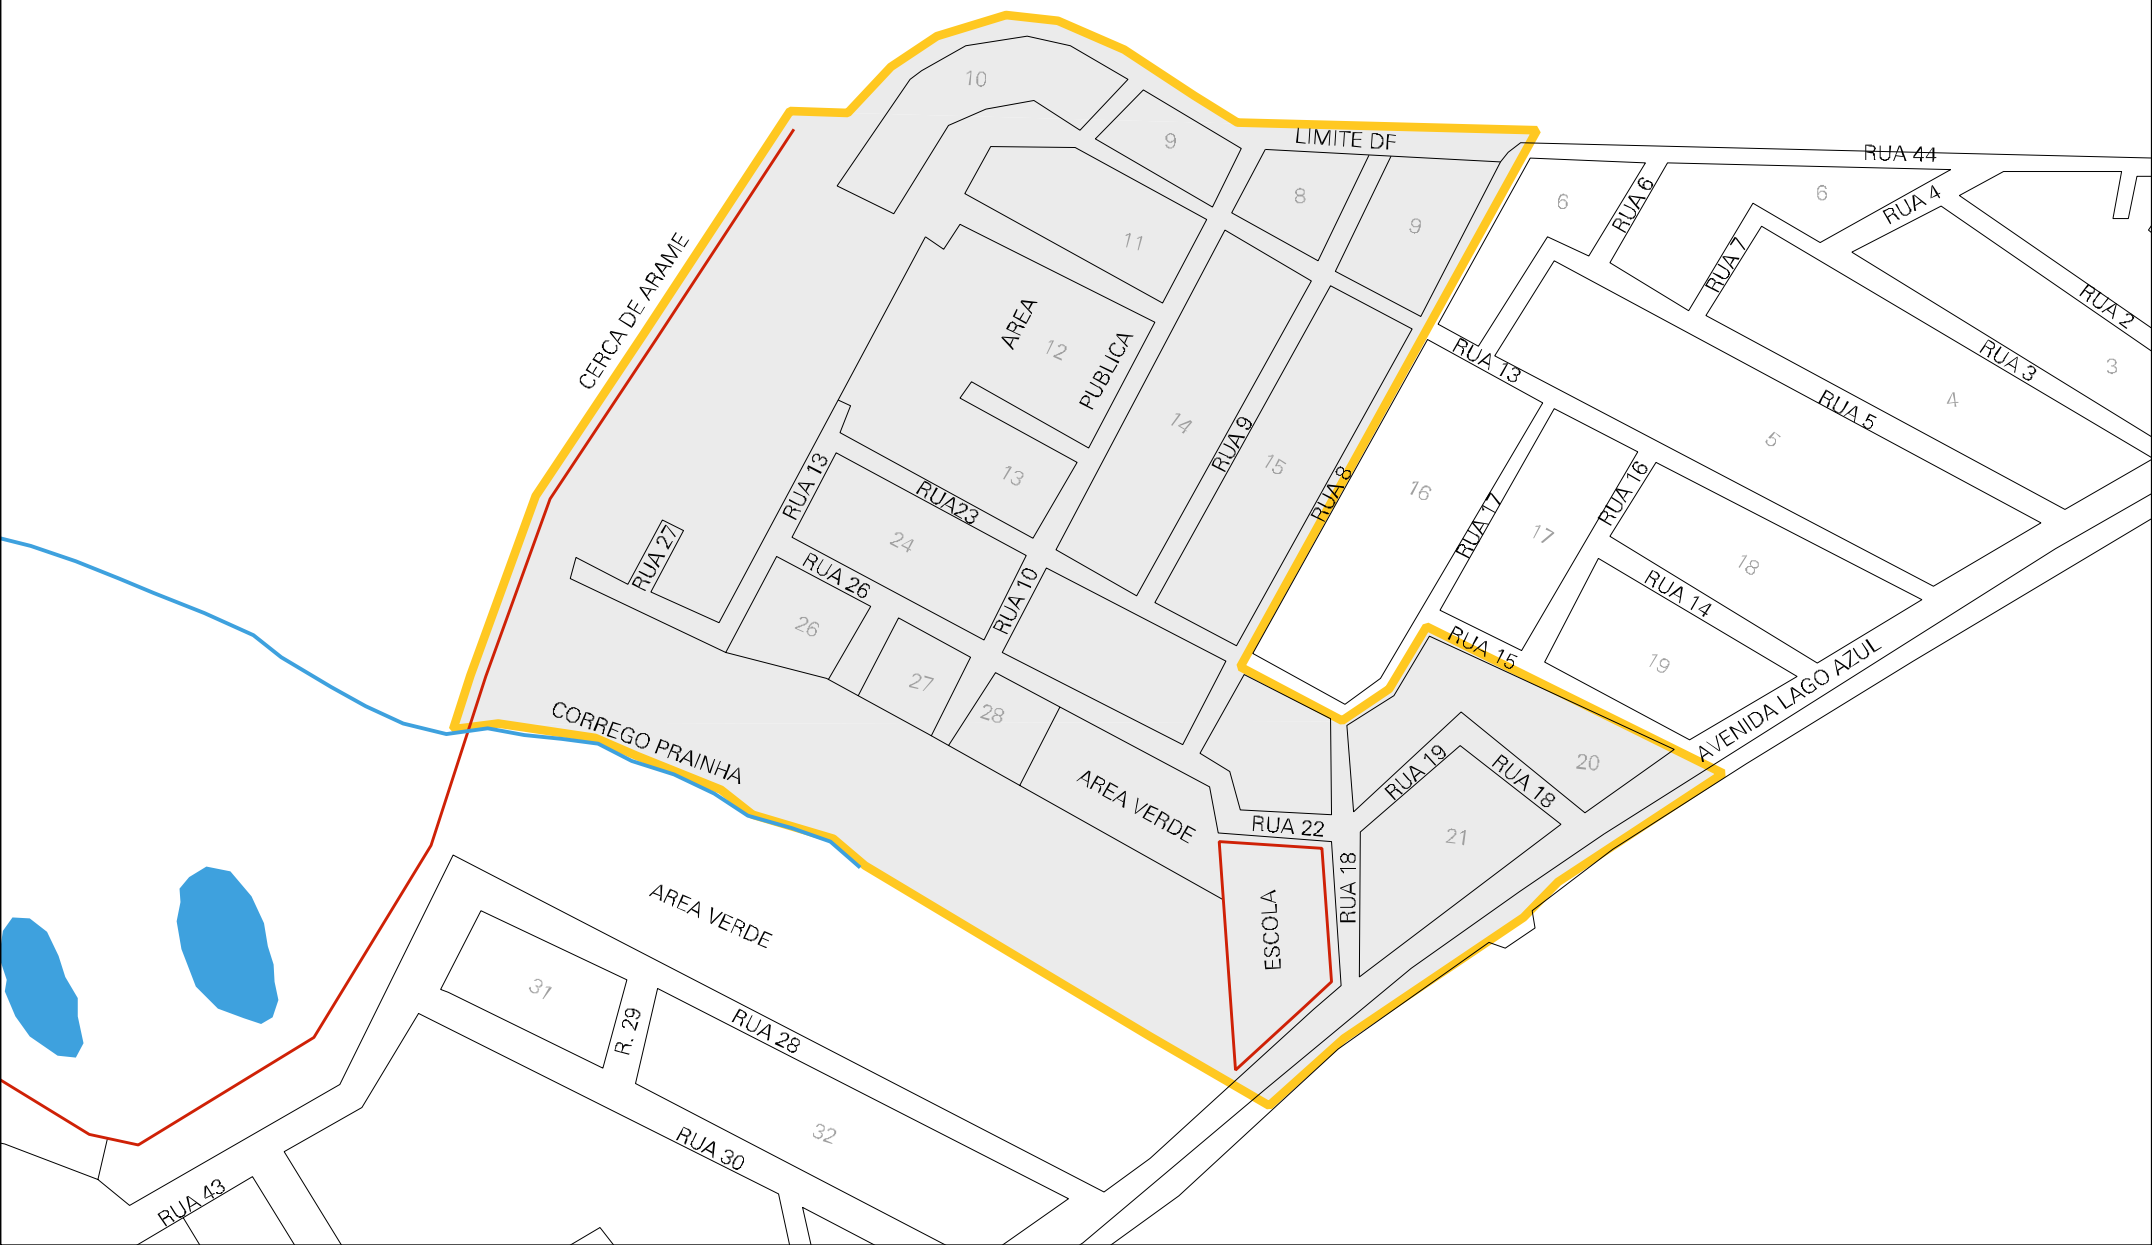 10
9
LIMITE DF
RUA 44
8
9
6
RUA 6
6
RUA 4
11
RUA 7
CERCA DE ARAME
AREA
PUBLICA
12
RUA 2
RUA 13
RUA 3
3
14
RUA 9
RUA 5
4
5
13
15
RUA 8
16
RUA 13
RUA23
RUA 17
17
RUA 16
24
18
RUA 27
RUA 26
RUA 10
RUA 14
26
RUA 15
19
27
28
AVENIDA LAGO AZUL
CORREGO PRAINHA
20
RUA 19
RUA 18
AREA VERDE
RUA 22
21
RUA 18
AREA VERDE
ESCOLA
31
R. 29
RUA 28
32
RUA 30
RUA 43